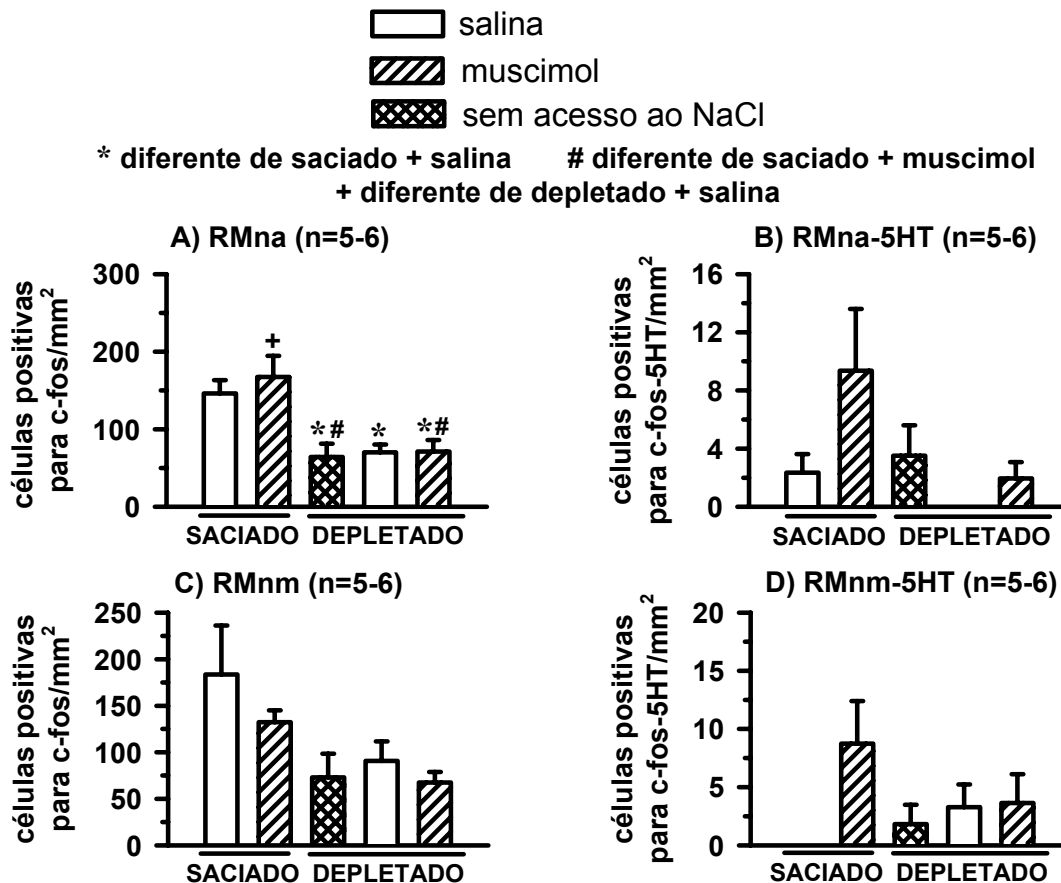 salina
muscimol
sem acesso ao NaCl
* diferente de saciado + salina # diferente de saciado + muscimol
+ diferente de depletado + salina
A) RMna (n=5-6)
células positivas
para c-fos/mm²
300
200
100
0
+
*#
*
*#
SACIADO DEPLETADO
B) RMna-5HT (n=5-6)
células positivas
para c-fos-5HT/mm²
16
12
8
4
0
SACIADO DEPLETADO
C) RMnm (n=5-6)
células positivas
para c-fos/mm²
250
200
150
100
50
0
SACIADO DEPLETADO
D) RMnm-5HT (n=5-6)
células positivas
para c-fos-5HT/mm²
20
15
10
5
0
SACIADO DEPLETADO